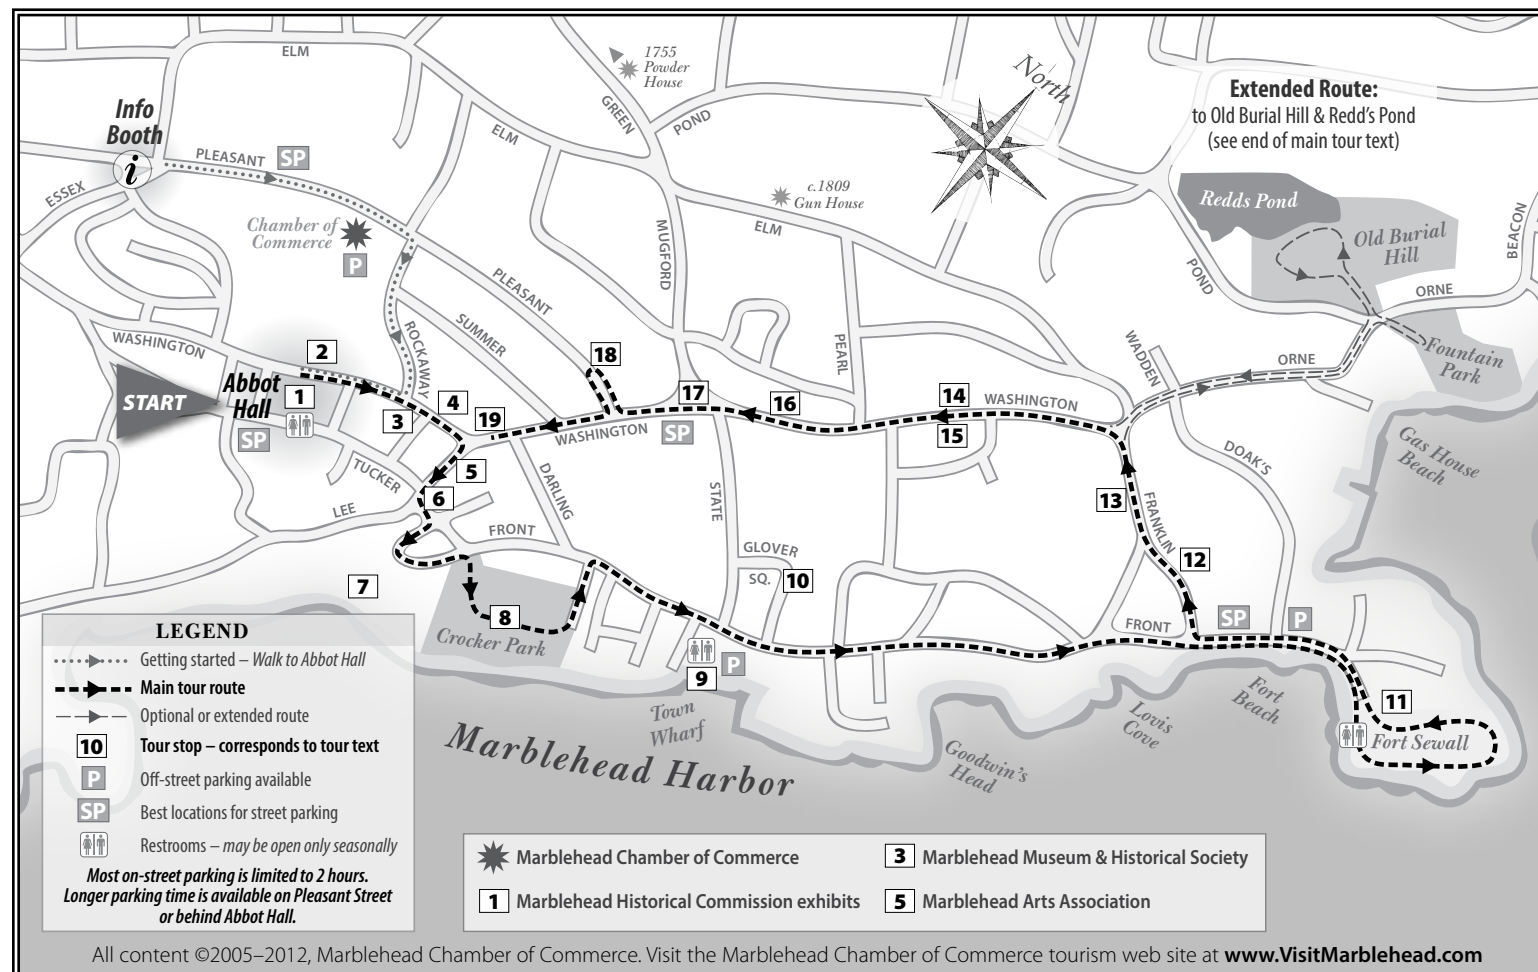 ELM
1755
Powder
House
North
Extended Route:
to Old Burial Hill & Redd's Pond
(see end of main tour text)
Info
Booth
i
PLEASANT
SP
GREEN
POND
ELM
ESSEX
Chamber of
Commerce
P
c.1809
Gun House
ELM
MUGFORD
Redds Pond
Old Burial
Hill
BEACON
POND
ORNE
PLEASANT
WASHINGTON
ROCKAWAY
SUMMER
PEARL
WADDEN
ORNE
Fountain
Park
START
Abbot
Hall
1
2
3
4
19
18
17
16
14
15
WASHINGTON
WASHINGTON
SP
SP
TUCKER
5
6
LEE
DARLING
STATE
FRONT
GLOVER
SQ.
10
13
FRANKLIN
12
DOAK'S
Gas House
Beach
7
8
Crocker Park
9
P
FRONT
SP
P
11
Fort Sewall
Town
Wharf
Marblehead Harbor
Goodwin's
Head
Lovis
Cove
Fort
Beach
LEGEND
Getting started – Walk to Abbot Hall
Main tour route
Optional or extended route
10 Tour stop – corresponds to tour text
P Off-street parking available
SP Best locations for street parking
Restrooms – may be open only seasonally
Most on-street parking is limited to 2 hours.
Longer parking time is available on Pleasant Street
or behind Abbot Hall.
Marblehead Chamber of Commerce
1 Marblehead Historical Commission exhibits
3 Marblehead Museum & Historical Society
5 Marblehead Arts Association
All content ©2005–2012, Marblehead Chamber of Commerce. Visit the Marblehead Chamber of Commerce tourism web site at www.VisitMarblehead.com